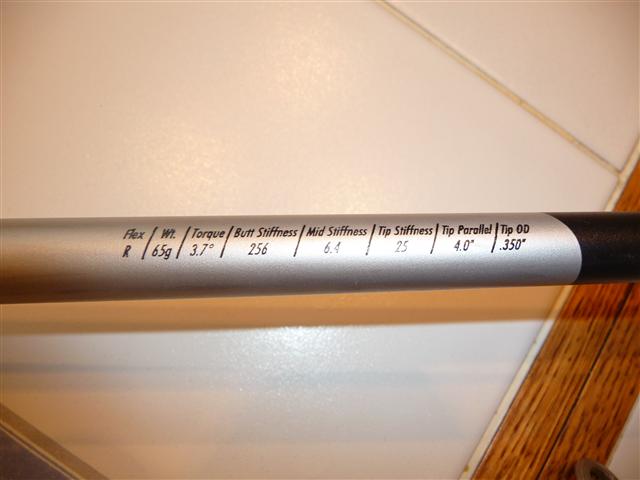 Flex / Wt. / Torque / Butt Stiffness / Mid Stiffness / Tip Stiffness / Tip Parallel / Tip OD
R / 65g / 3.7° / 256 / 6.4 / 25 / 4.0" / .350"